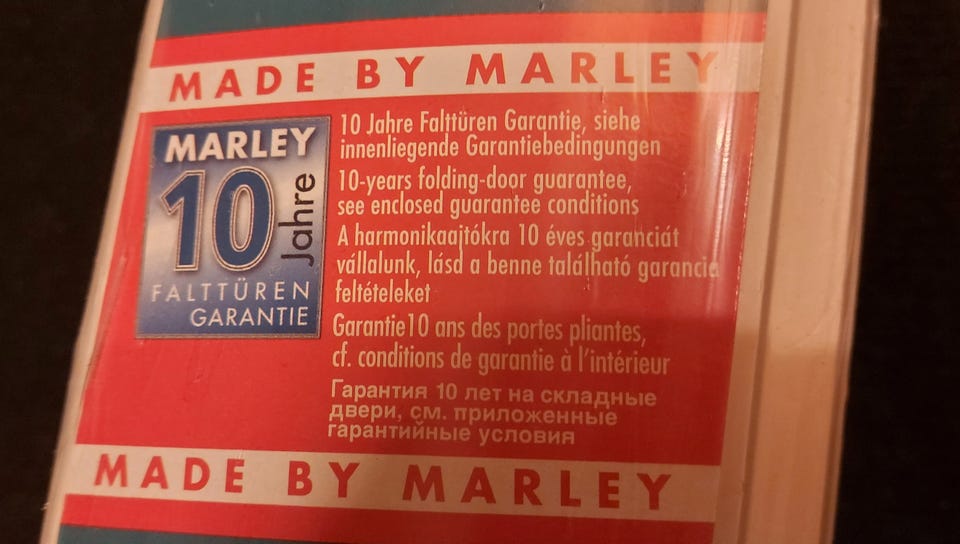 MADE BY MARLEY
MARLEY
10
Jahre
FALTTÜREN
GARANTIE
10 Jahre Falttüren Garantie, siehe
innenliegende Garantiebedingungen
10-years folding-door guarantee,
see enclosed guarantee conditions
A harmonikaajtókra 10 éves garanciát
vállalunk, lásd a benne található garancia
feltételeket
Garantie10 ans des portes pliantes,
cf. conditions de garantie à l'intérieur
Гарантия 10 лет на складные
двери, см. приложенные
гарантийные условия
MADE BY MARLEY